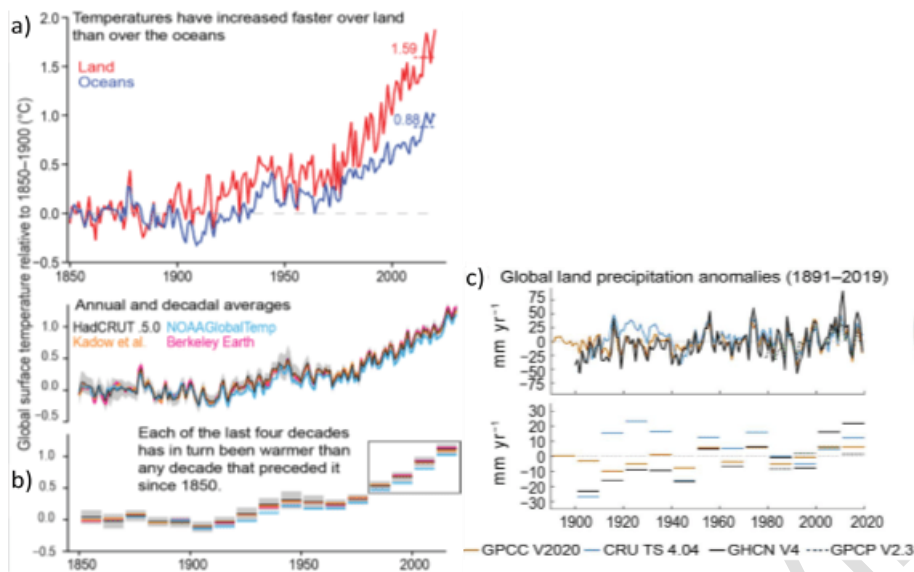 a)
Temperatures have increased faster over land
than over the oceans
2.0
1.5
1.0
0.5
0.0
1.59
0.88
Land
Oceans
1850
1900
1950
2000
Global surface temperature relative to 1850–1900 (°C)
Annual and decadal averages
HadCRUT .5.0
NOAAGlobalTemp
Kadow et al.
Berkeley Earth
1.0
0.5
0.0
−0.5
b)
Each of the last four decades
has in turn been warmer than
any decade that preceded it
since 1850.
1.0
0.5
0.0
−0.5
1850
1900
1950
2000
c)
Global land precipitation anomalies (1891–2019)
mm yr⁻¹
75
50
25
0
−25
−50
−75
mm yr⁻¹
30
20
10
0
−10
−20
−30
1900
1920
1940
1960
1980
2000
2020
GPCC V2020
CRU TS 4.04
GHCN V4
GPCP V2.3